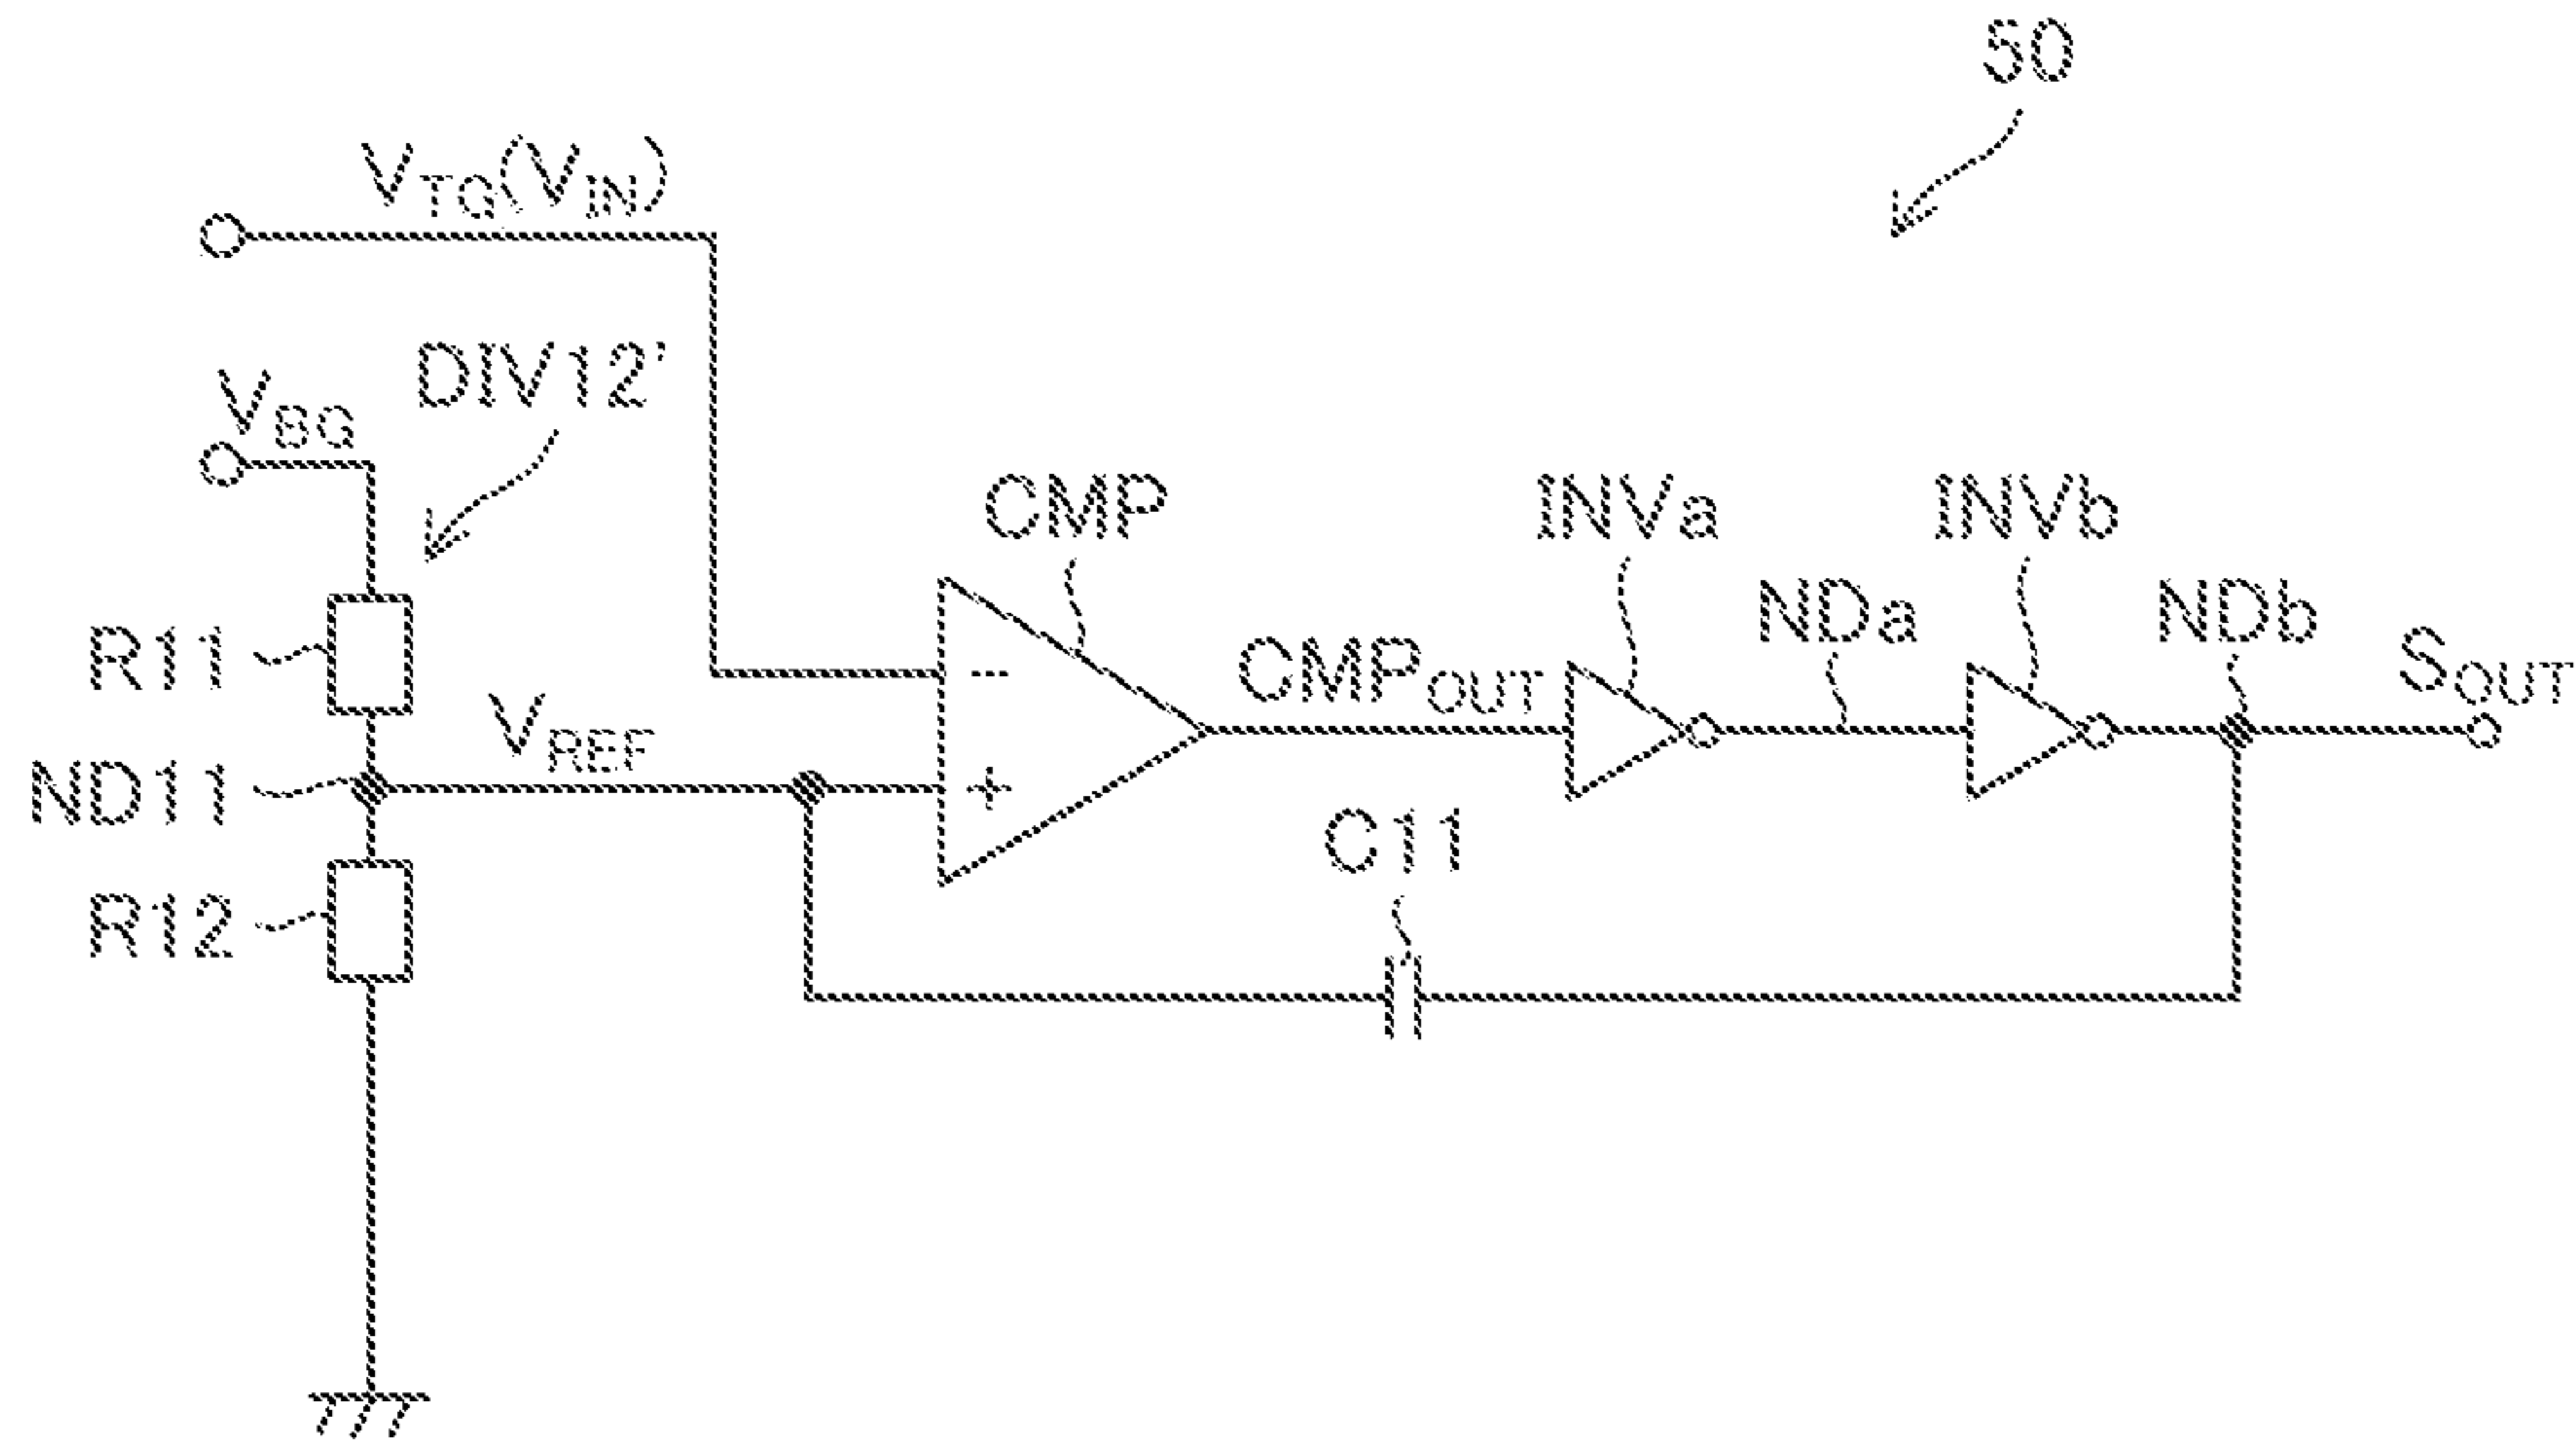 50
VTG(VIN)
DIV12'
VBG
CMP
INVa
INVb
NDa
NDb
R11
CMPOUT
SOUT
VREF
ND11
-
+
C11
R12